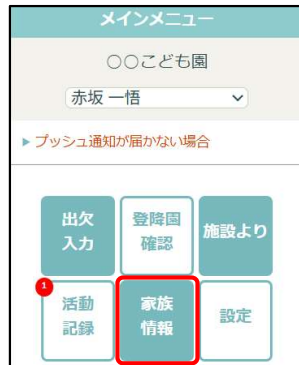 メインメニュー
○○こども園
赤坂 一悟
▶ プッシュ通知が届かない場合
出欠
入力
登降園
確認
施設より
1
活動
記録
家族
情報
設定